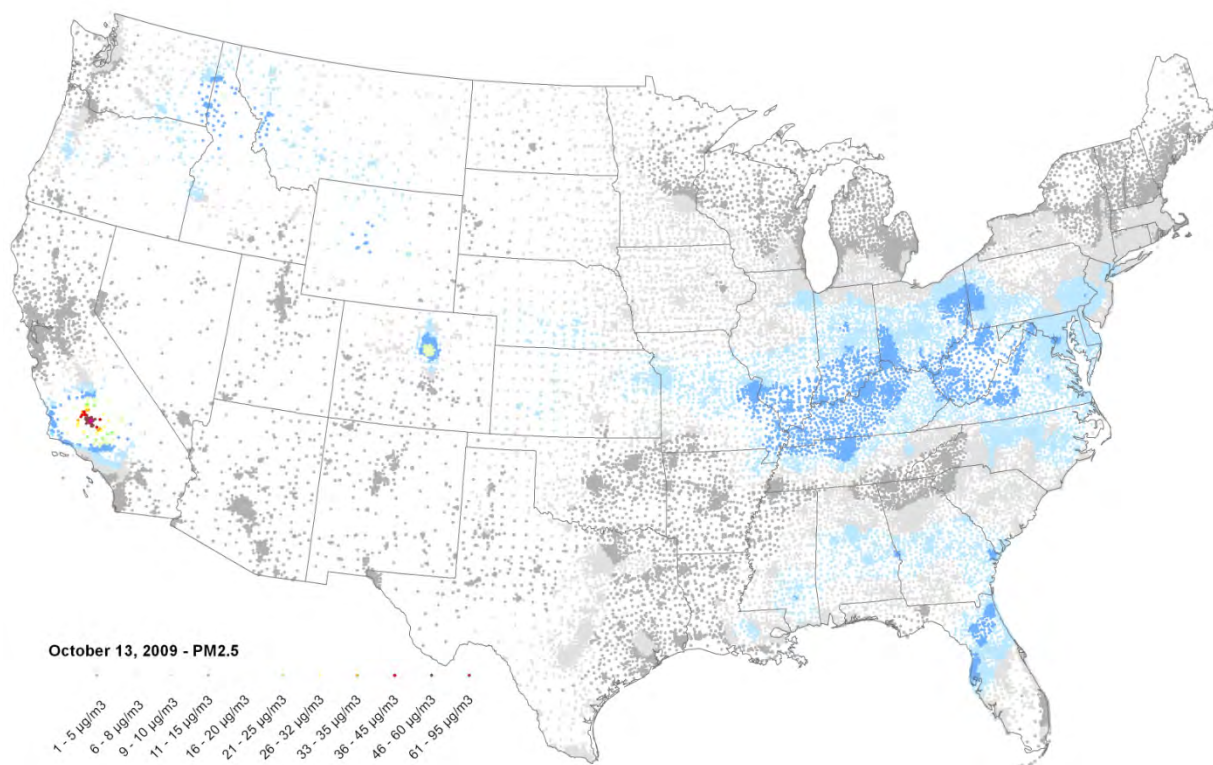 October 13, 2009 - PM2.5
1 - 5 µg/m3
6 - 8 µg/m3
9 - 10 µg/m3
11 - 15 µg/m3
16 - 20 µg/m3
21 - 25 µg/m3
26 - 32 µg/m3
33 - 35 µg/m3
36 - 45 µg/m3
46 - 60 µg/m3
61 - 95 µg/m3